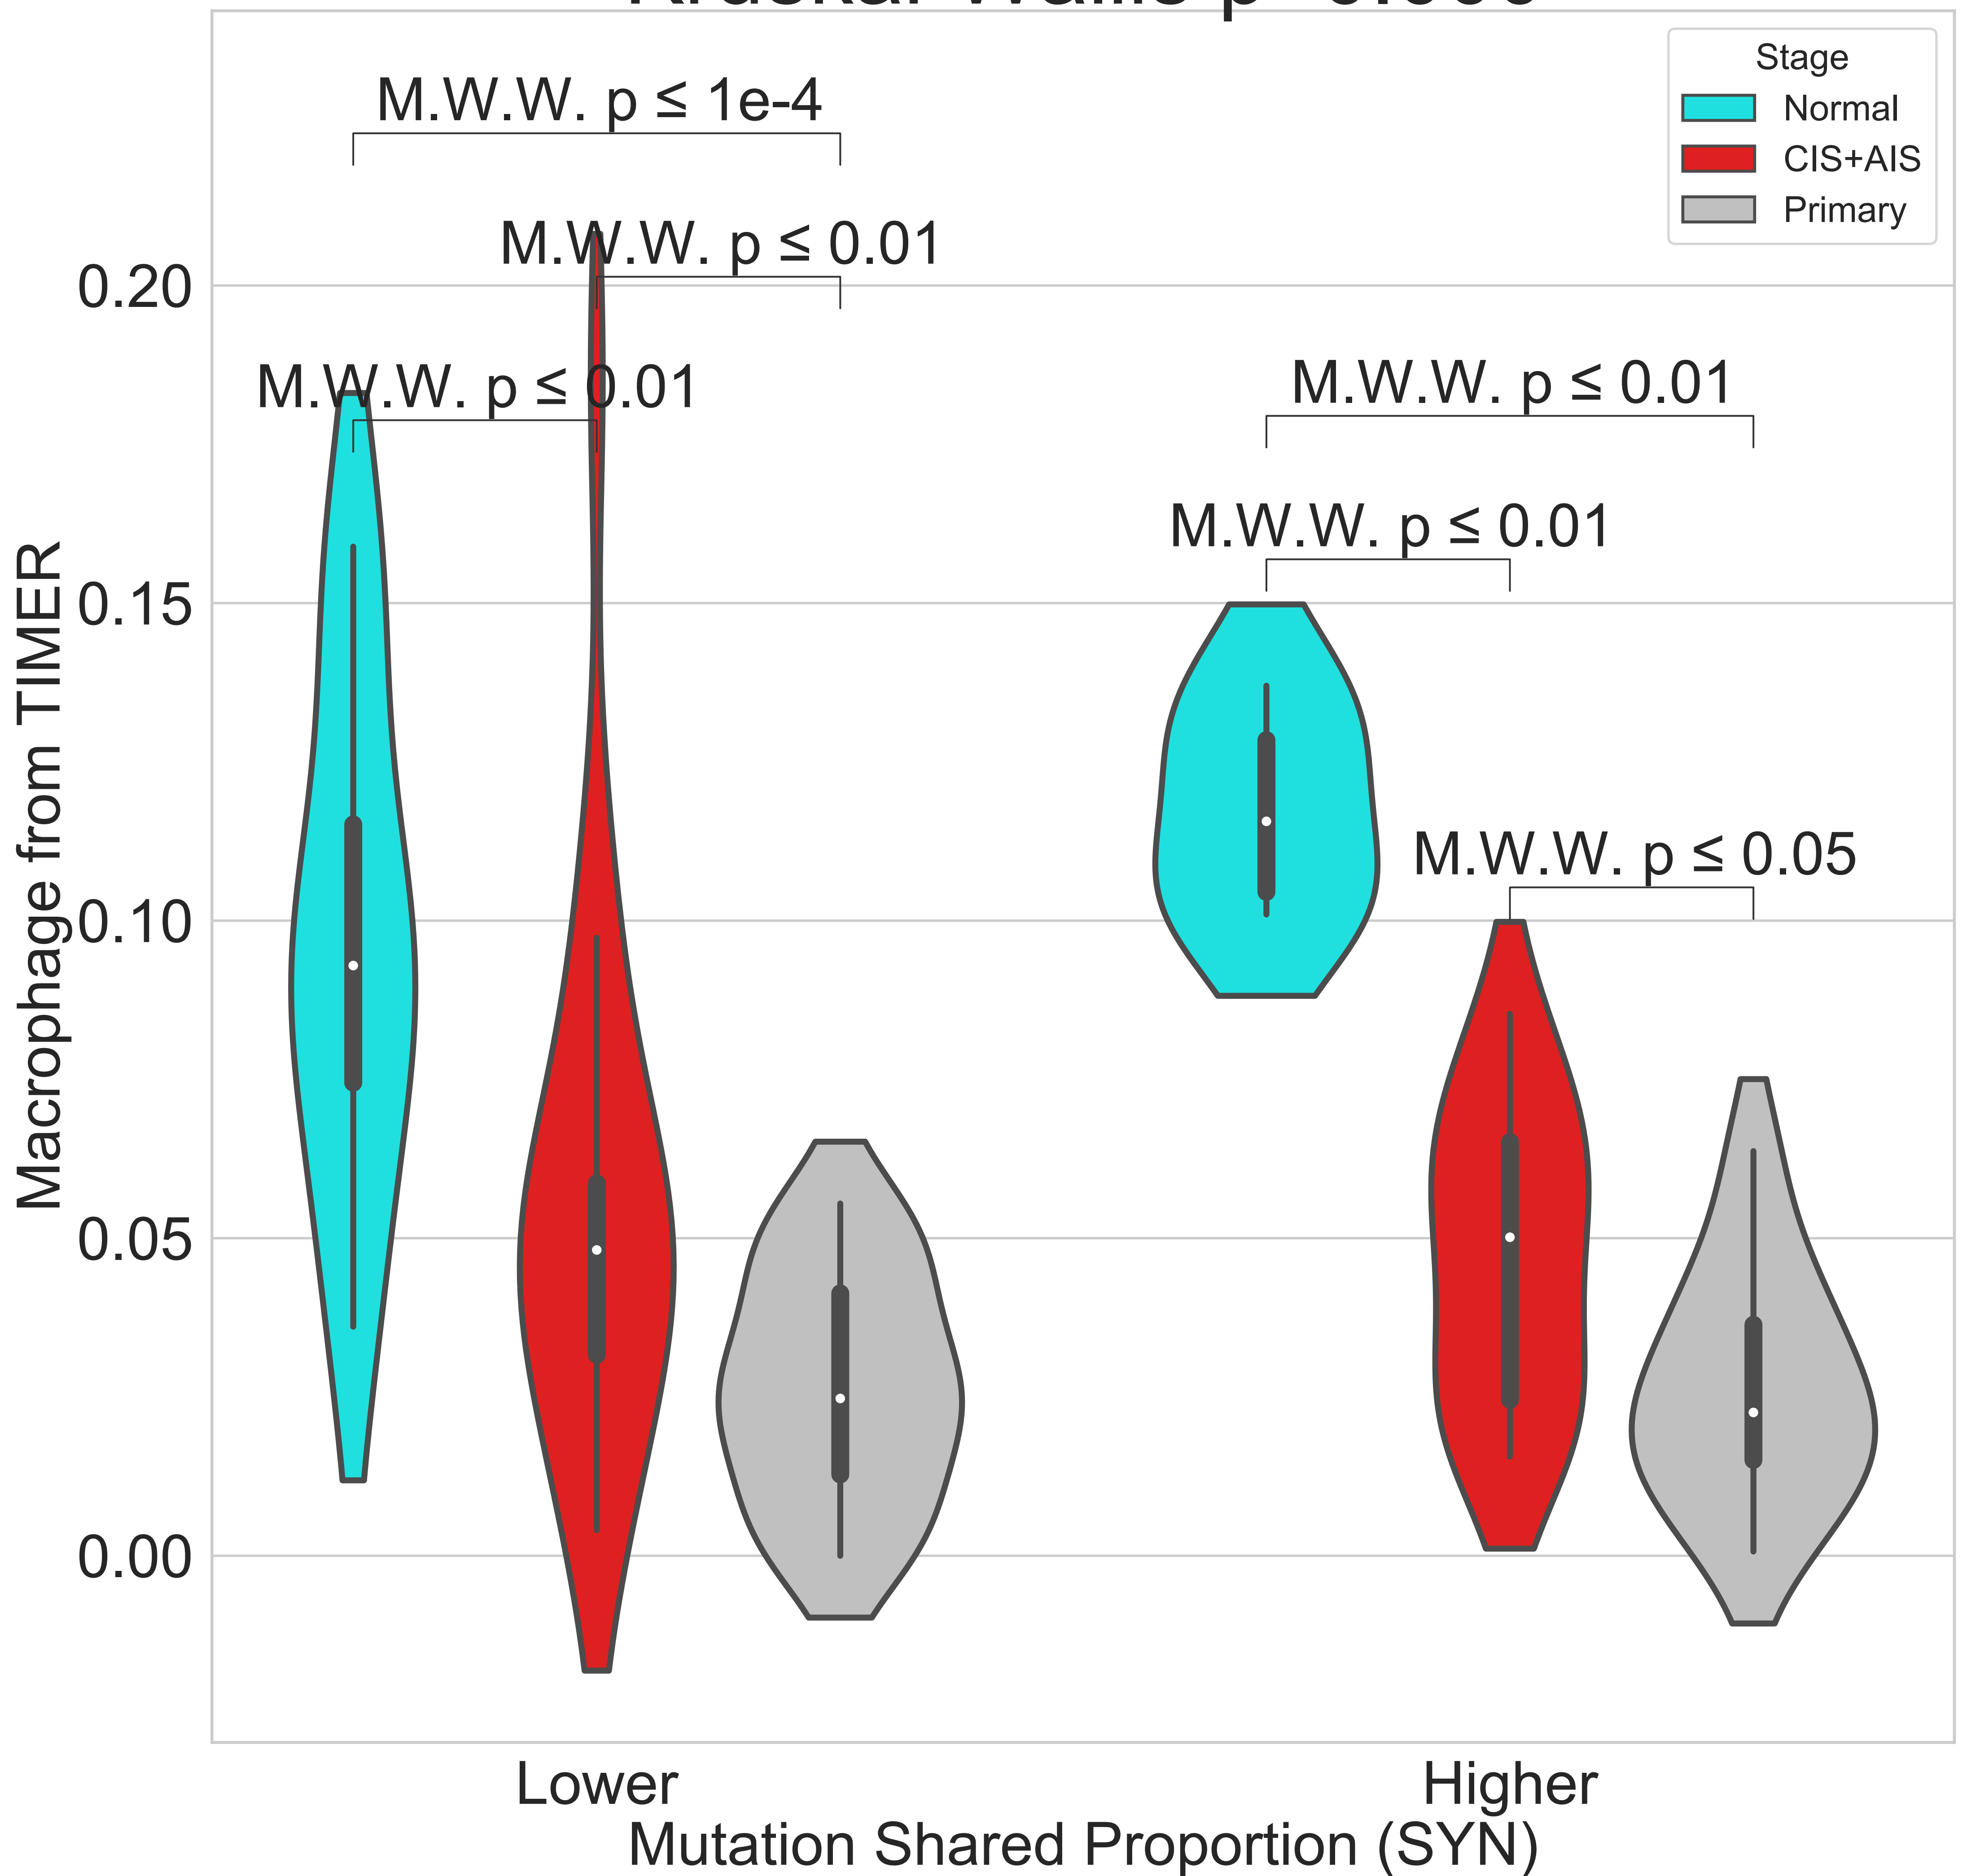 Stage
Normal
CIS+AIS
Primary
M.W.W. p ≤ 1e-4
M.W.W. p ≤ 0.01
M.W.W. p ≤ 0.01
M.W.W. p ≤ 0.01
M.W.W. p ≤ 0.01
M.W.W. p ≤ 0.05
0.20
0.15
0.10
0.05
0.00
Macrophage from TIMER
Lower
Higher
Mutation Shared Proportion (SYN)